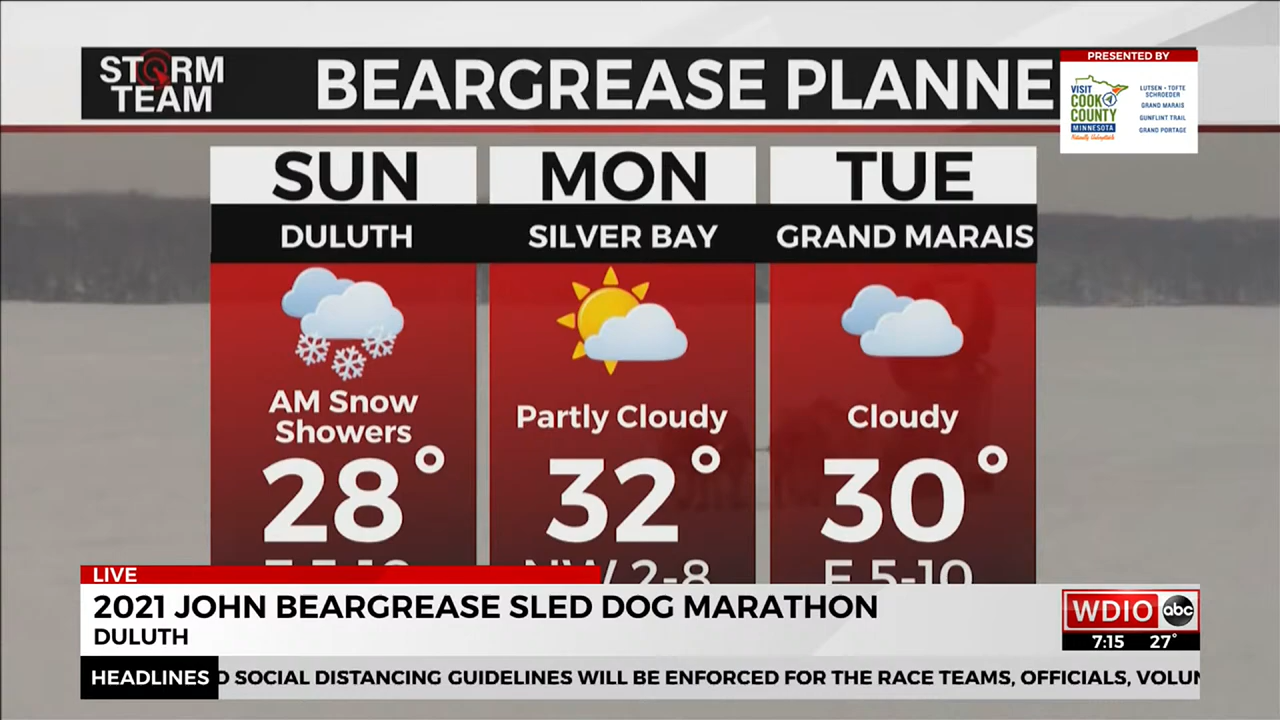 STORM
TEAM
BEARGREASE PLANNE
PRESENTED BY
VISIT
COOK
COUNTY
MINNESOTA
Naturally Unforgettable
LUTSEN • TOFTE
SCHROEDER
GRAND MARAIS
GUNFLINT TRAIL
GRAND PORTAGE
SUN
DULUTH
AM Snow
Showers
28°
MON
SILVER BAY
Partly Cloudy
32°
NW 2-8
TUE
GRAND MARAIS
Cloudy
30°
E 5-10
LIVE
2021 JOHN BEARGREASE SLED DOG MARATHON
DULUTH
WDIO abc
7:15 27°
HEADLINES
SOCIAL DISTANCING GUIDELINES WILL BE ENFORCED FOR THE RACE TEAMS, OFFICIALS, VOLUN